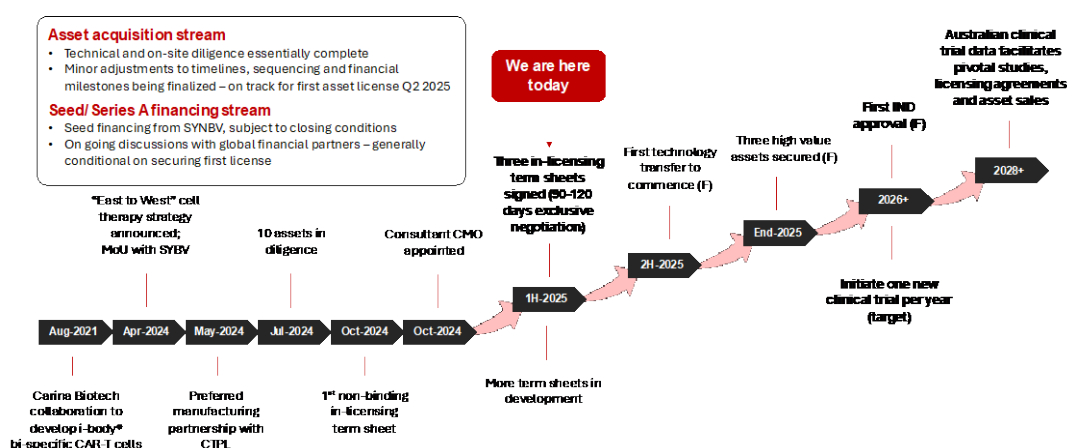 Asset acquisition stream
• Technical and on-site diligence essentially complete
• Minor adjustments to timelines, sequencing and financial
milestones being finalized – on track for first asset license Q2 2025
Seed/ Series A financing stream
• Seed financing from SYNBV, subject to closing conditions
• On going discussions with global financial partners – generally
conditional on securing first license
We are here
today
"East to West" cell
therapy strategy
announced;
MoU with SYBV
10 assets in
diligence
Consultant CMO
appointed
Three in-licensing
term sheets
signed (90-120
days exclusive
negotiation)
First technology
transfer to
commence (F)
Three high value
assets secured (F)
First IND
approval (F)
Australian clinical
trial data facilitates
pivotal studies,
licensing agreements
and asset sales
Aug-2021
Apr-2024
May-2024
Jul-2024
Oct-2024
Oct-2024
1H-2025
2H-2025
End-2025
2026+
2028+
Carina Biotech
collaboration to
develop i-body®
bi-specific CAR-T cells
Preferred
manufacturing
partnership with
CTPL
1st non-binding
in-licensing
term sheet
More term sheets in
development
Initiate one new
clinical trial per year
(target)